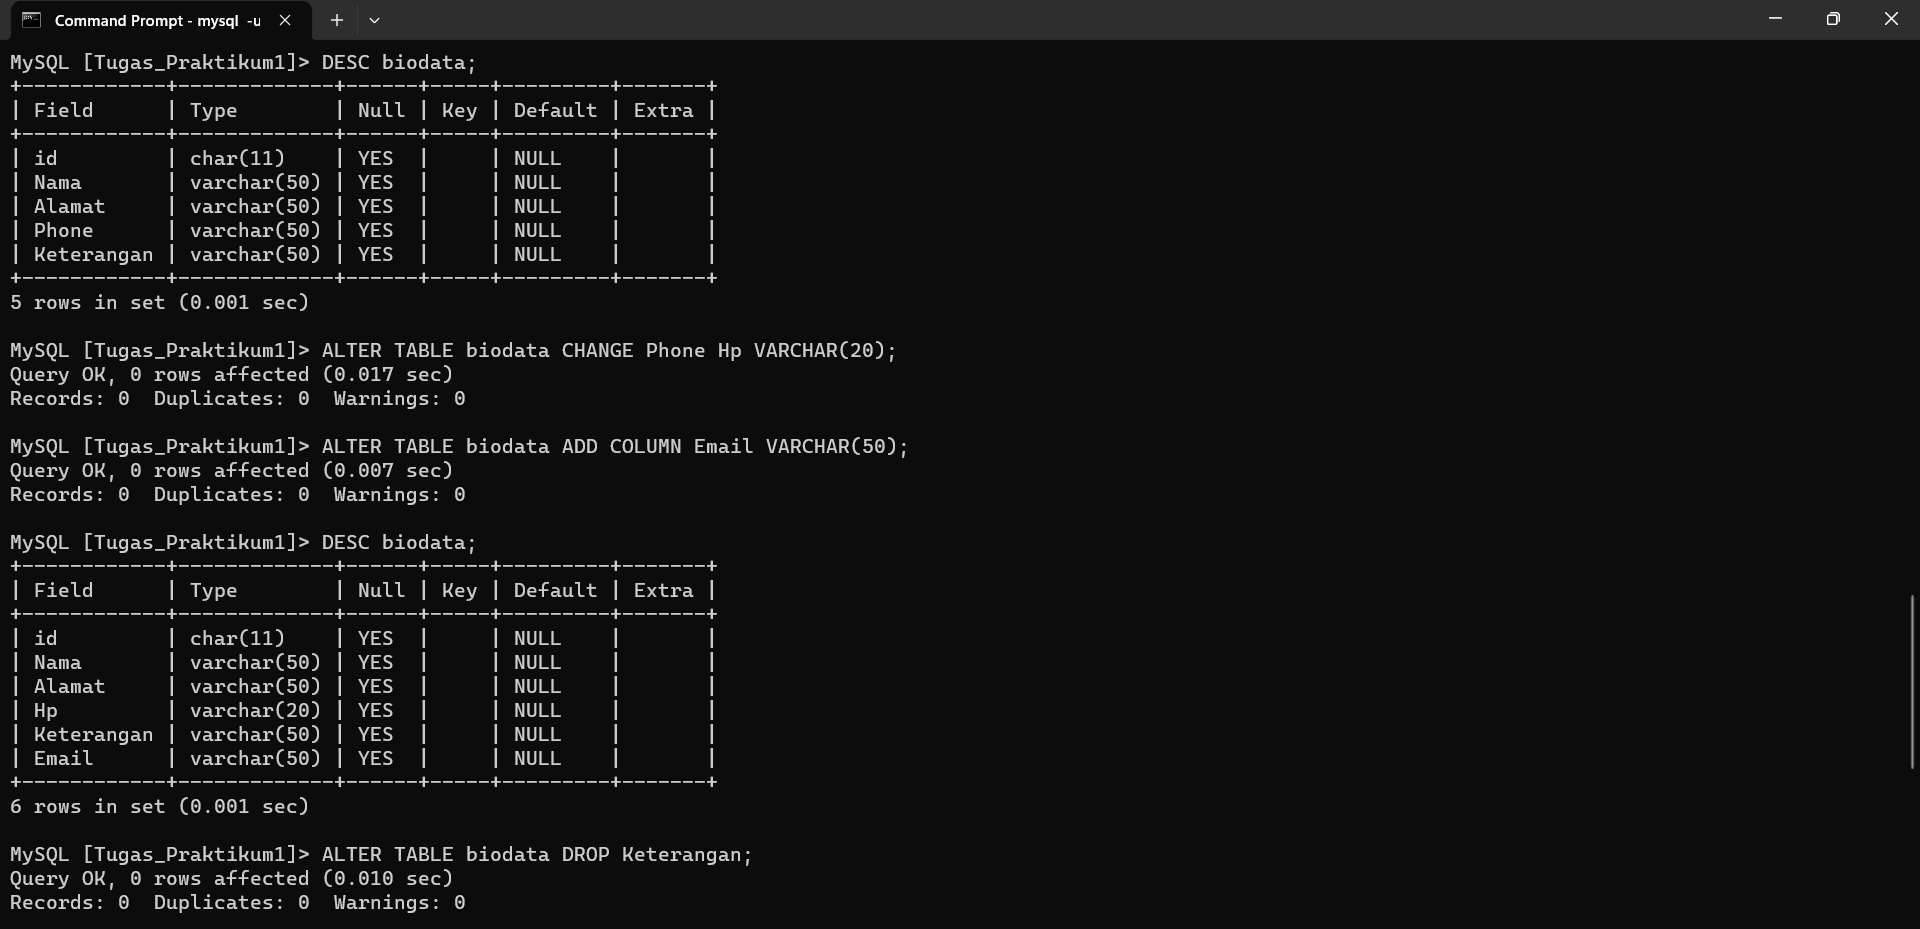 Command Prompt - mysql -u
MySQL [Tugas_Praktikum1]> DESC biodata;
+------------+-------------+------+-----+---------+-------+
| Field      | Type        | Null | Key | Default | Extra |
+------------+-------------+------+-----+---------+-------+
| id         | char(11)    | YES  |     | NULL    |       |
| Nama       | varchar(50) | YES  |     | NULL    |       |
| Alamat     | varchar(50) | YES  |     | NULL    |       |
| Phone      | varchar(50) | YES  |     | NULL    |       |
| Keterangan | varchar(50) | YES  |     | NULL    |       |
+------------+-------------+------+-----+---------+-------+
5 rows in set (0.001 sec)
MySQL [Tugas_Praktikum1]> ALTER TABLE biodata CHANGE Phone Hp VARCHAR(20);
Query OK, 0 rows affected (0.017 sec)
Records: 0  Duplicates: 0  Warnings: 0
MySQL [Tugas_Praktikum1]> ALTER TABLE biodata ADD COLUMN Email VARCHAR(50);
Query OK, 0 rows affected (0.007 sec)
Records: 0  Duplicates: 0  Warnings: 0
MySQL [Tugas_Praktikum1]> DESC biodata;
+------------+-------------+------+-----+---------+-------+
| Field      | Type        | Null | Key | Default | Extra |
+------------+-------------+------+-----+---------+-------+
| id         | char(11)    | YES  |     | NULL    |       |
| Nama       | varchar(50) | YES  |     | NULL    |       |
| Alamat     | varchar(50) | YES  |     | NULL    |       |
| Hp         | varchar(20) | YES  |     | NULL    |       |
| Keterangan | varchar(50) | YES  |     | NULL    |       |
| Email      | varchar(50) | YES  |     | NULL    |       |
+------------+-------------+------+-----+---------+-------+
6 rows in set (0.001 sec)
MySQL [Tugas_Praktikum1]> ALTER TABLE biodata DROP Keterangan;
Query OK, 0 rows affected (0.010 sec)
Records: 0  Duplicates: 0  Warnings: 0